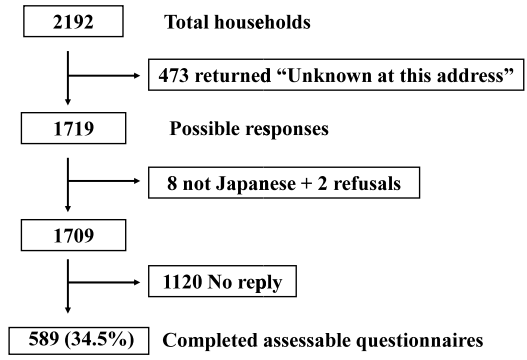 2192 Total households
473 returned “Unknown at this address”
1719 Possible responses
8 not Japanese + 2 refusals
1709
1120 No reply
589 (34.5%) Completed assessable questionnaires